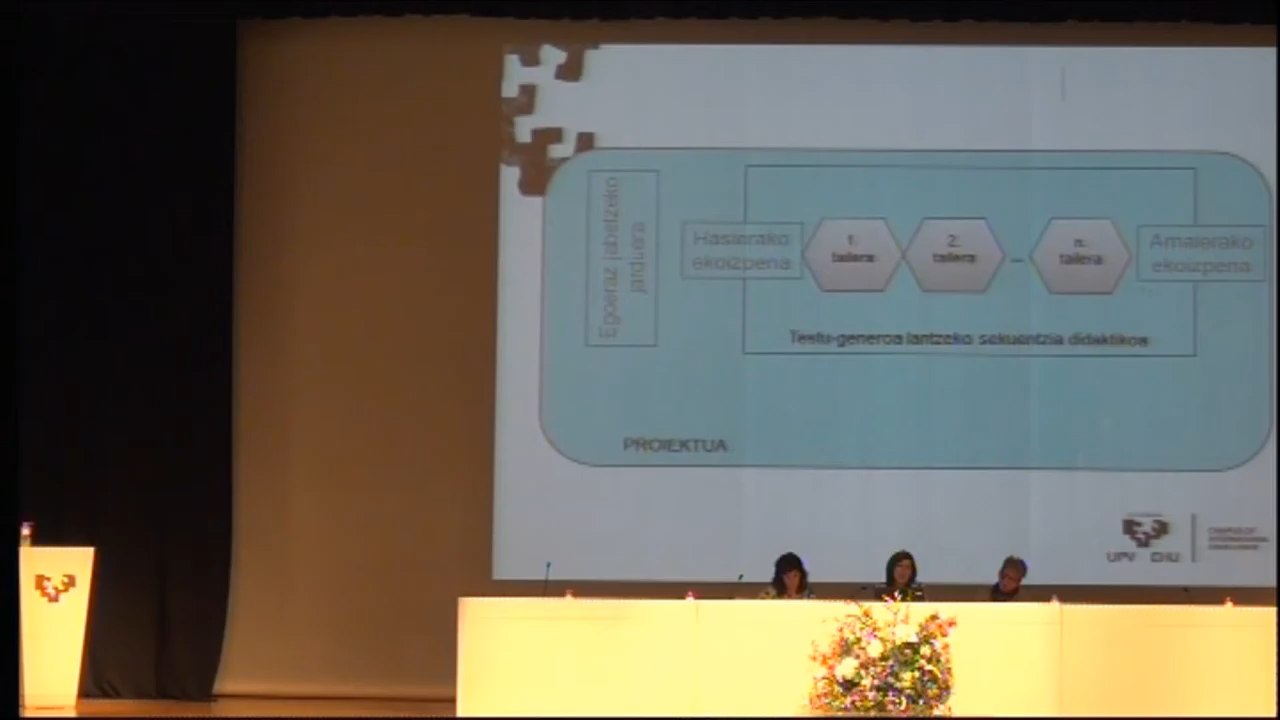 Egoeraz jabetzeko
jarduera
Hasierako
ekoizpena
1.
tailera
2.
tailera
...
n.
tailera
Amaierako
ekoizpena
Testu-generoa lantzeko sekuentzia didaktikoa
PROIEKTUA
UPV EHU